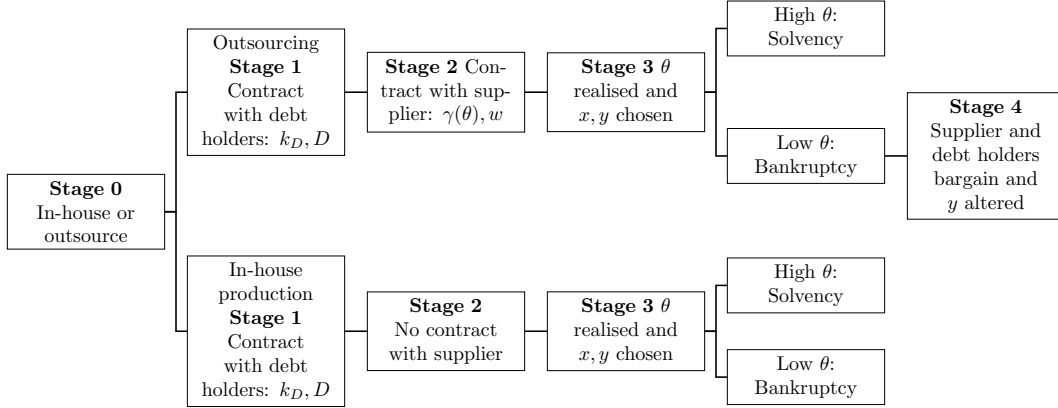 Stage 0
In-house or
outsource
Outsourcing
Stage 1
Contract
with debt
holders: k_D, D
Stage 2 Con-
tract with sup-
plier: γ(θ), w
Stage 3 θ
realised and
x, y chosen
High θ:
Solvency
Low θ:
Bankruptcy
Stage 4
Supplier and
debt holders
bargain and
y altered
In-house
production
Stage 1
Contract
with debt
holders: k_D, D
Stage 2
No contract
with supplier
Stage 3 θ
realised and
x, y chosen
High θ:
Solvency
Low θ:
Bankruptcy